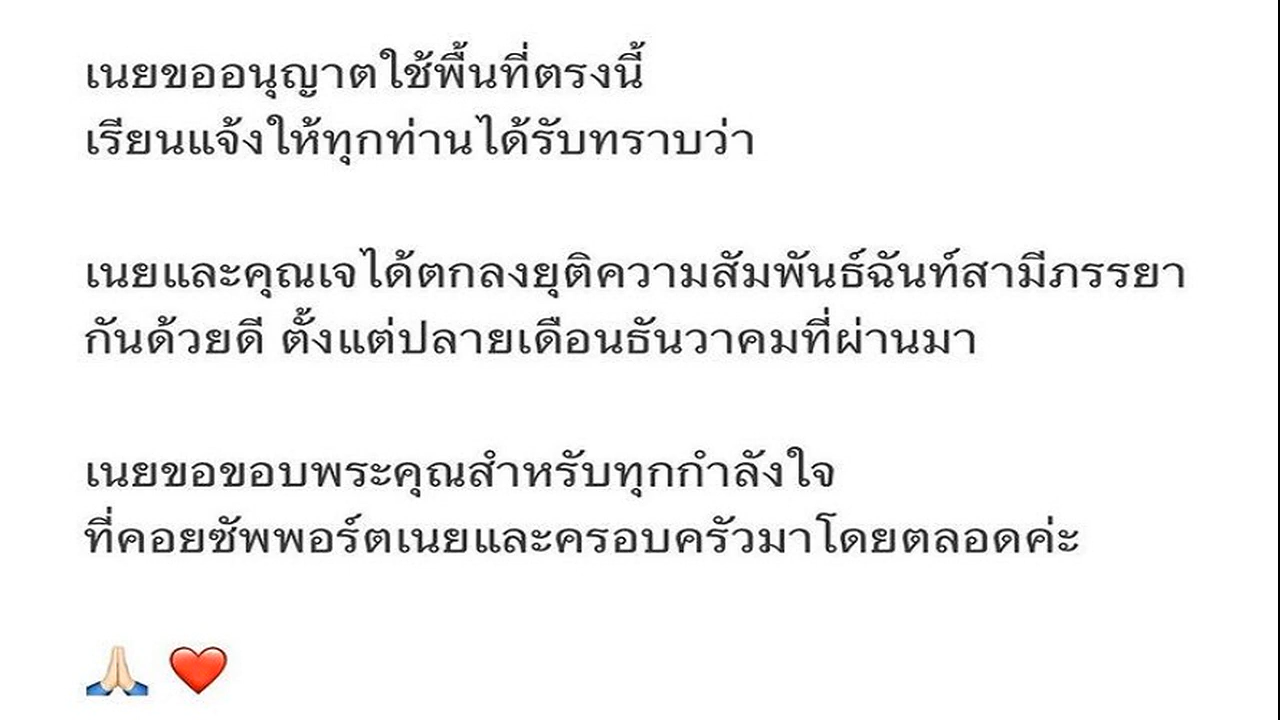 เนยขออนุญาตใช้พื้นที่ตรงนี้
เรียนแจ้งให้ทุกท่านได้รับทราบว่า
เนยและคุณเจได้ตกลงยุติความสัมพันธ์ฉันท์สามีภรรยา
กันด้วยดี ตั้งแต่ปลายเดือนธันวาคมที่ผ่านมา
เนยขอขอบพระคุณสำหรับทุกกำลังใจ
ที่คอยซัพพอร์ตเนยและครอบครัวมาโดยตลอดค่ะ
🙏🏻 ❤️